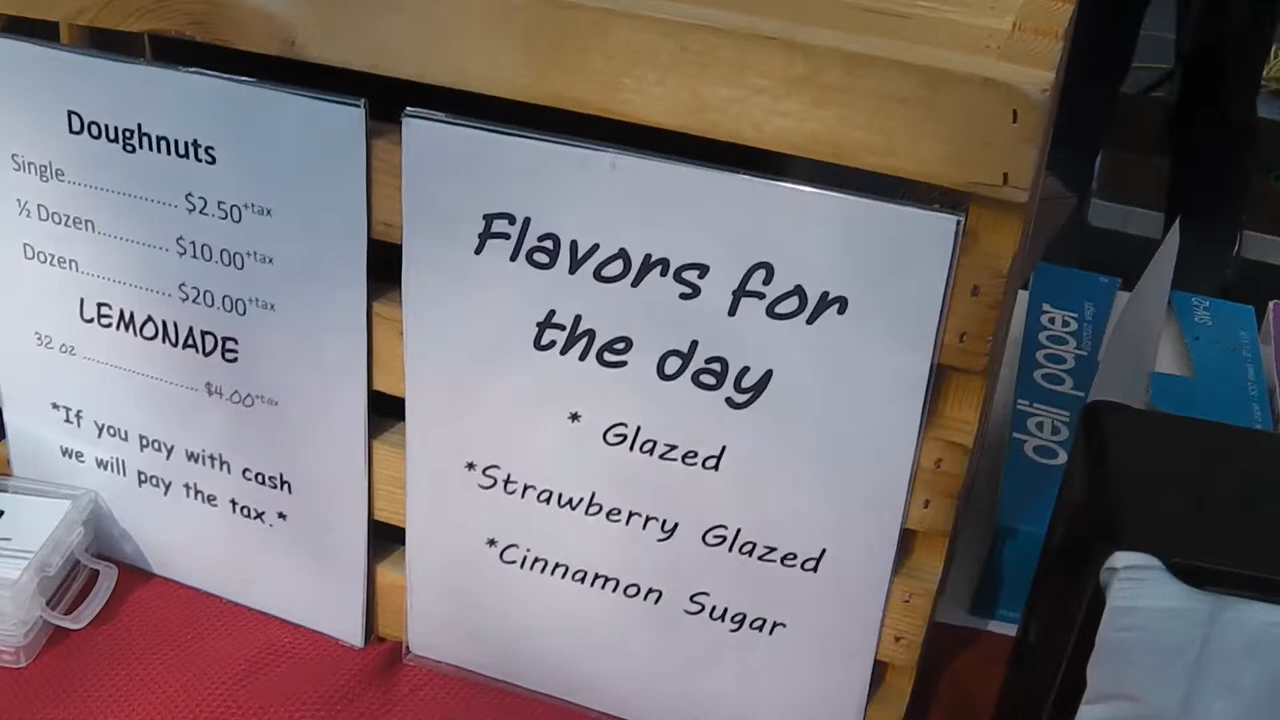 Doughnuts
Single.................... $2.50+tax
½ Dozen............. $10.00+tax
Dozen................. $20.00+tax
LEMONADE
32 oz ........................... $4.00+tax
*If you pay with cash
we will pay the tax.*
Flavors for
the day
* Glazed
*Strawberry Glazed
*Cinnamon Sugar
deli paper
SW-12